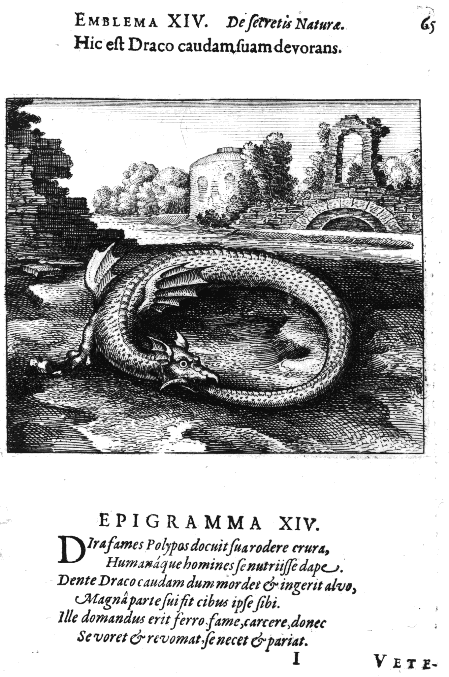 EMBLEMA XIV. De secretis Naturæ. 65
Hic eſt Draco caudam ſuam devorans.
EPIGRAMMA XIV.
DIra fames Polypos docuit ſua rodere crura,
Humanáque homines ſe nutriiſſe dape.
Dente Draco caudam dum mordet & ingerit alvo,
Magnâ parte ſui fit cibus ipſe ſibi.
Ille domandus erit ferro, fame, carcere, donec
Se voret & revomat, ſe necet & pariat.
I VETE-